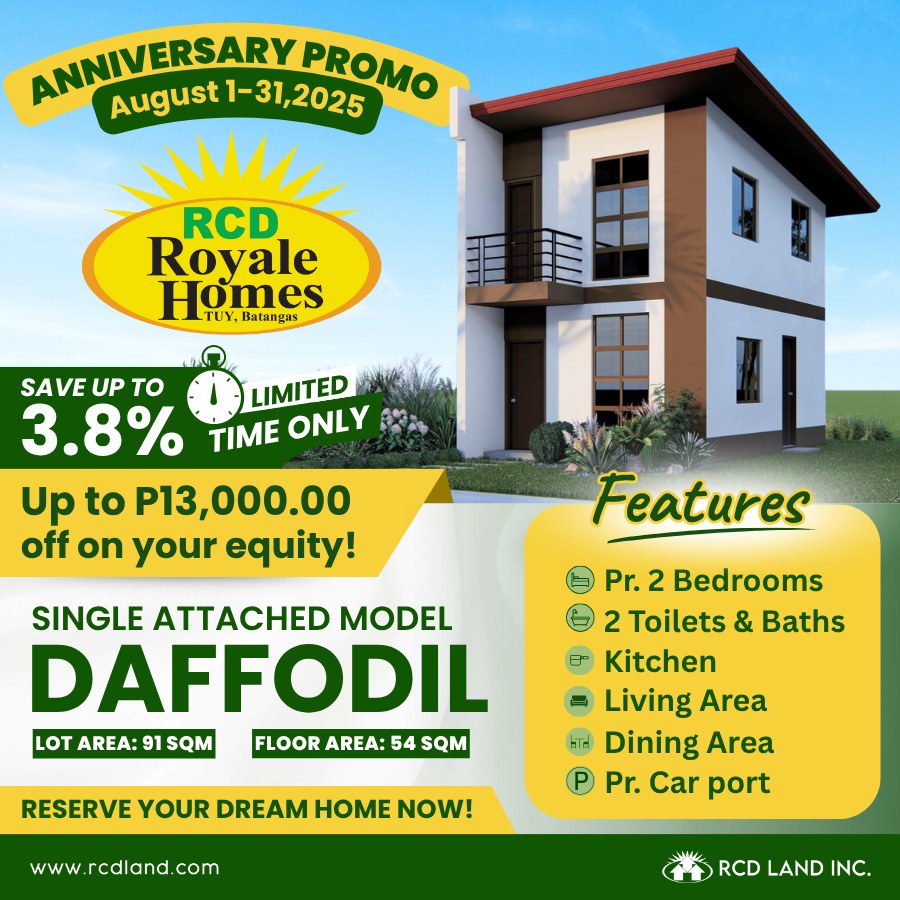 ANNIVERSARY PROMO
August 1-31,2025
RCD
Royale
Homes
TUY, Batangas
SAVE UP TO
3.8%
LIMITED
TIME ONLY
Up to P13,000.00
off on your equity!
SINGLE ATTACHED MODEL
DAFFODIL
LOT AREA: 91 SQM
FLOOR AREA: 54 SQM
RESERVE YOUR DREAM HOME NOW!
Features
Pr. 2 Bedrooms
2 Toilets & Baths
Kitchen
Living Area
Dining Area
P Pr. Car port
www.rcdland.com
RCD LAND INC.